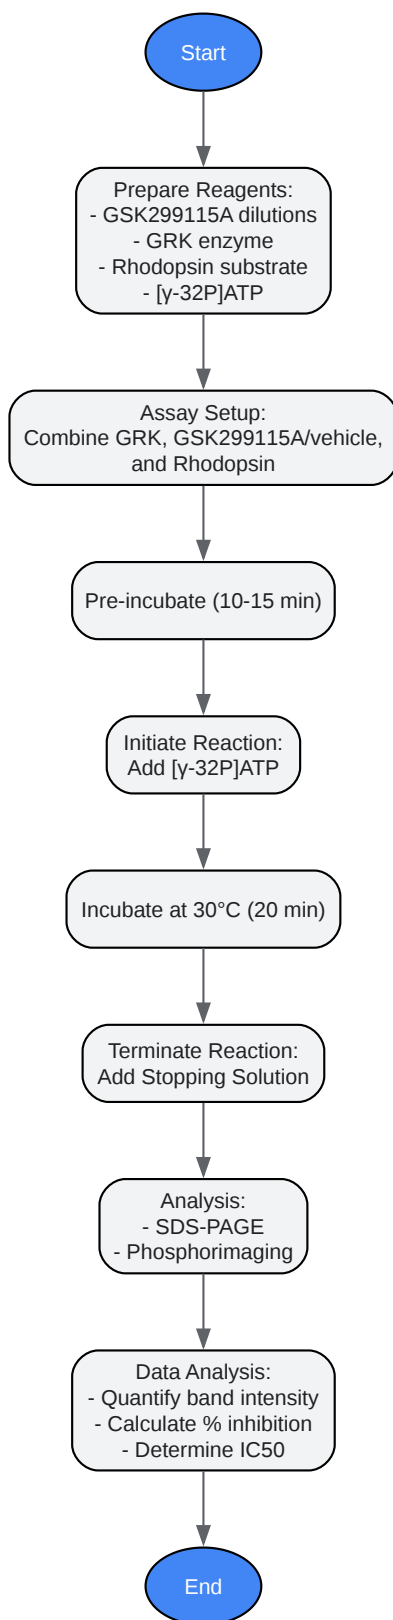 Start
Prepare Reagents:
- GSK299115A dilutions
- GRK enzyme
- Rhodopsin substrate
- [γ-32P]ATP
Assay Setup:
Combine GRK, GSK299115A/vehicle,
and Rhodopsin
Pre-incubate (10-15 min)
Initiate Reaction:
Add [γ-32P]ATP
Incubate at 30°C (20 min)
Terminate Reaction:
Add Stopping Solution
Analysis:
- SDS-PAGE
- Phosphorimaging
Data Analysis:
- Quantify band intensity
- Calculate % inhibition
- Determine IC50
End